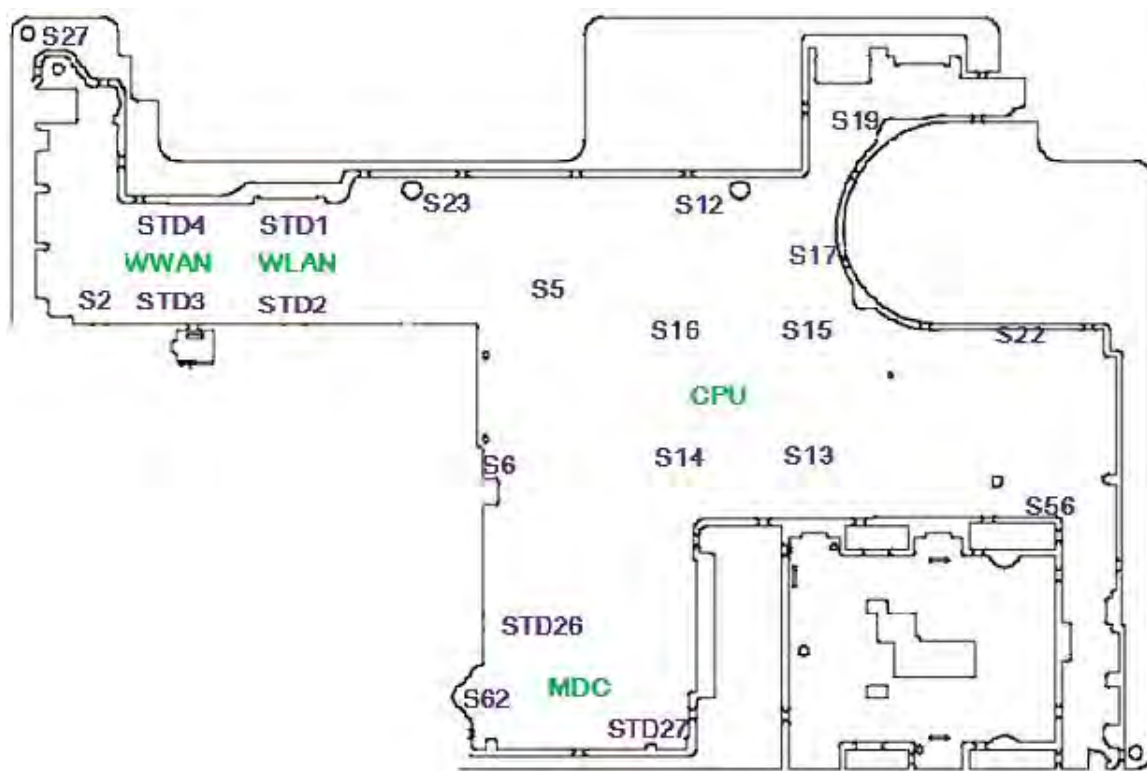 S27
S19
STD4 STD1 S23 S12
WWAN WLAN S17
S2 STD3 STD2 S5
S16 S15 S22
CPU
S6 S14 S13
S56
STD26
S62 MDC
STD27